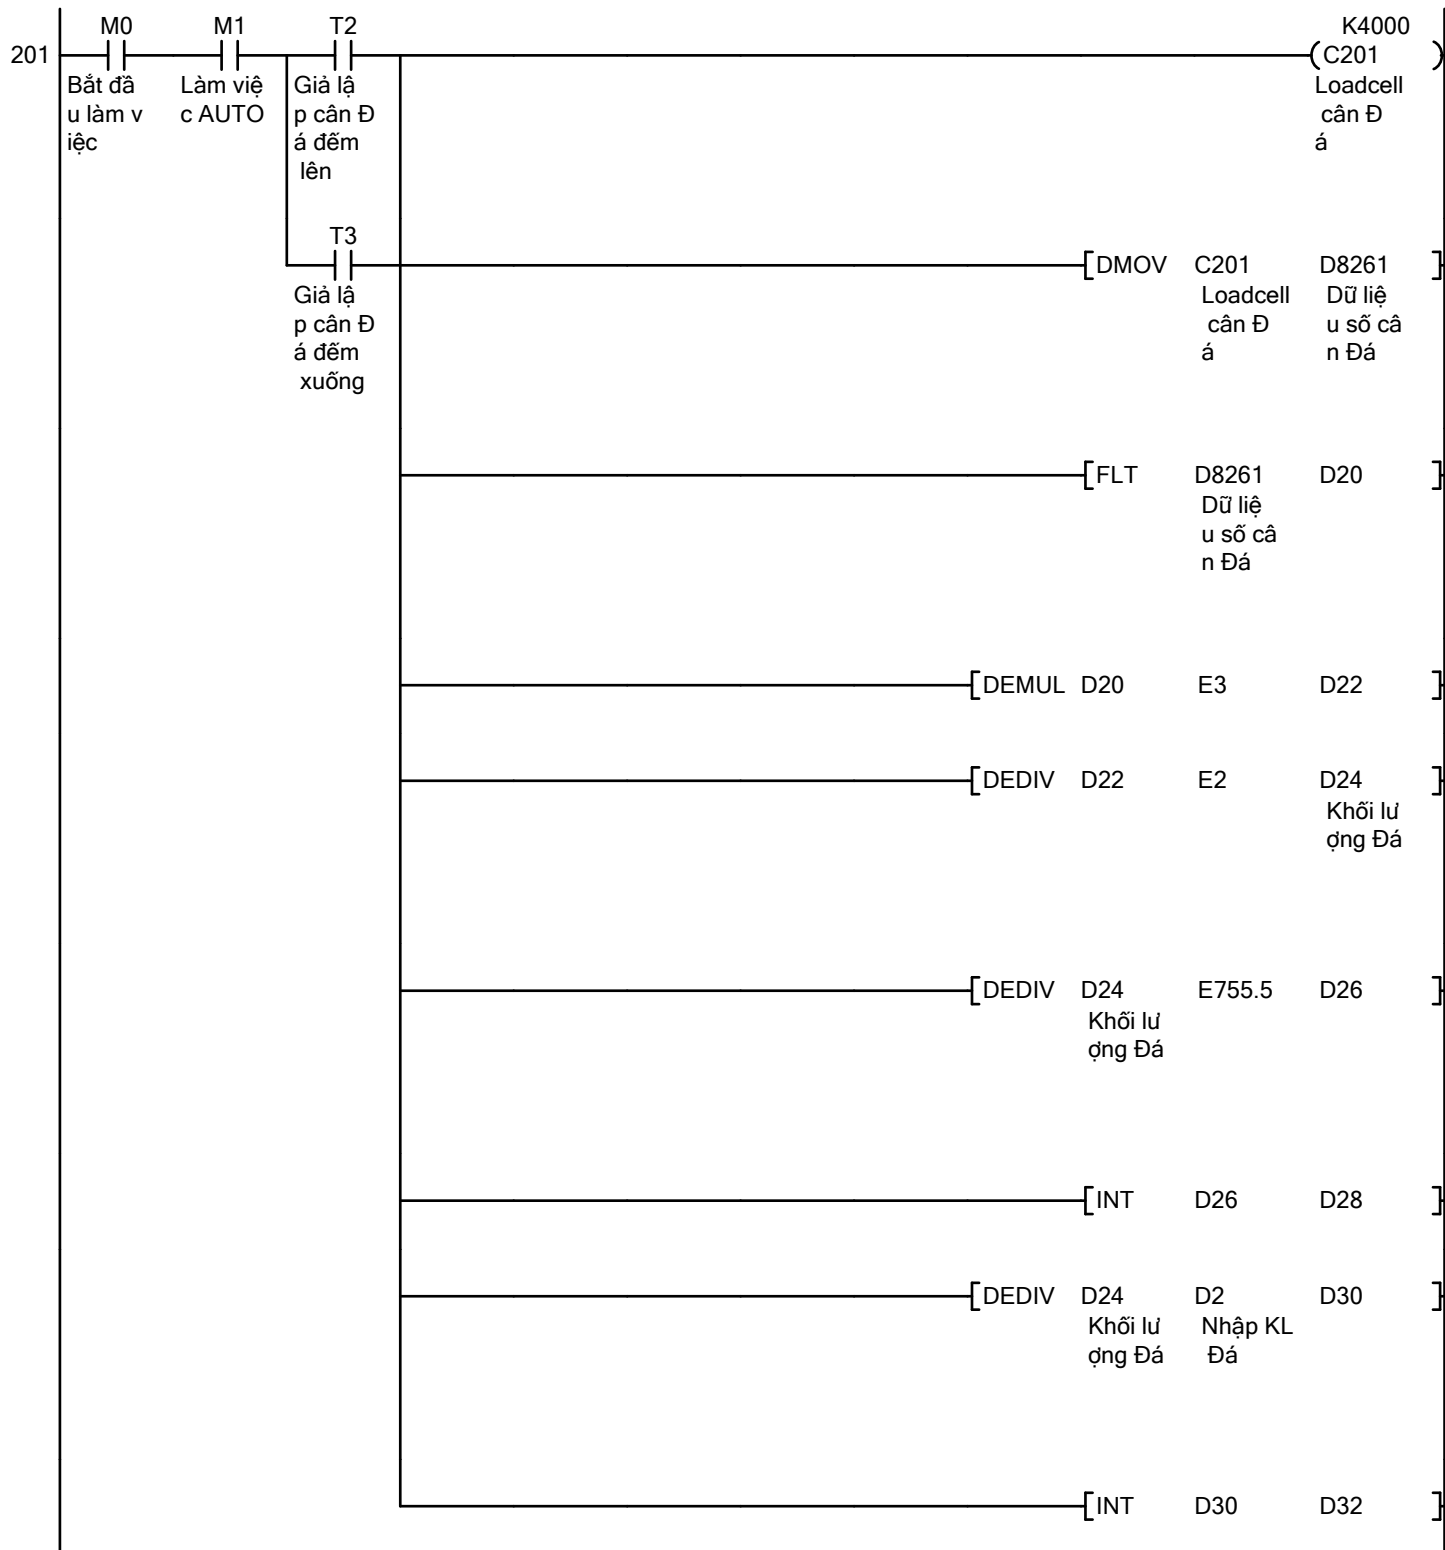 M0 M1 T2 K4000
201 C201
Bắt đầ Làm việ Giả lậ Loadcell
u làm v c AUTO p cân Đ cân Đ
iệc á đếm á
lên
T3
DMOV C201 D8261
Giả lậ Loadcell Dữ liệ
p cân Đ cân Đ u số câ
á đếm á n Đá
xuống
FLT D8261 D20
Dữ liệ
u số câ
n Đá
DEMUL D20 E3 D22
DEDIV D22 E2 D24
Khối lư
ợng Đá
DEDIV D24 E755.5 D26
Khối lư
ợng Đá
INT D26 D28
DEDIV D24 D2 D30
Khối lư Nhập KL
ợng Đá Đá
INT D30 D32